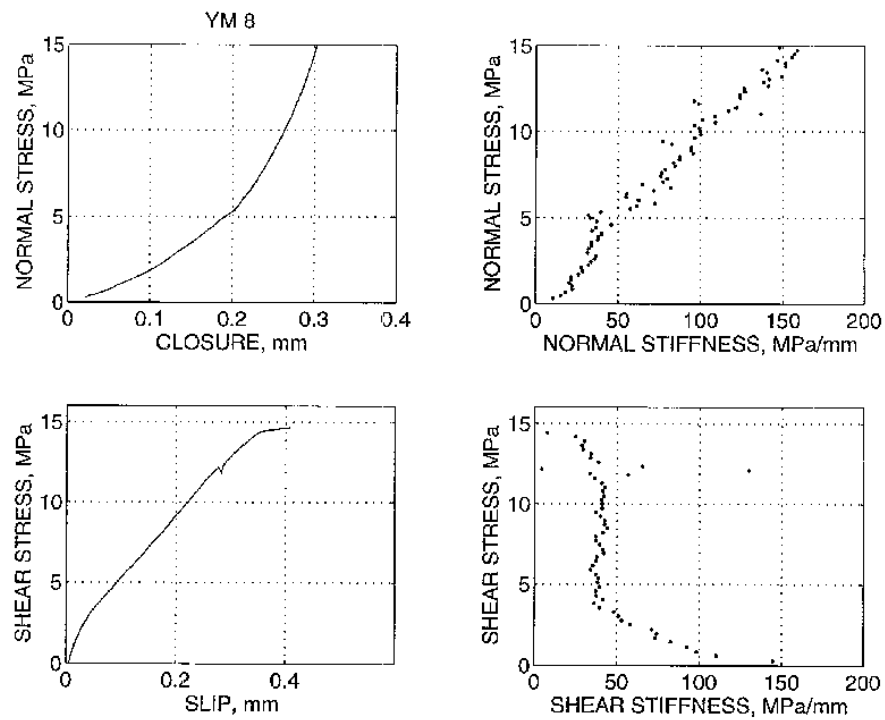 YM 8
15
10
5
0
NORMAL STRESS, MPa
0 0.1 0.2 0.3 0.4
CLOSURE, mm
15
10
5
0
NORMAL STRESS, MPa
0 50 100 150 200
NORMAL STIFFNESS, MPa/mm
15
10
5
0
SHEAR STRESS, MPa
0 0.2 0.4
SLIP, mm
15
10
5
0
SHEAR STRESS, MPa
0 50 100 150 200
SHEAR STIFFNESS, MPa/mm